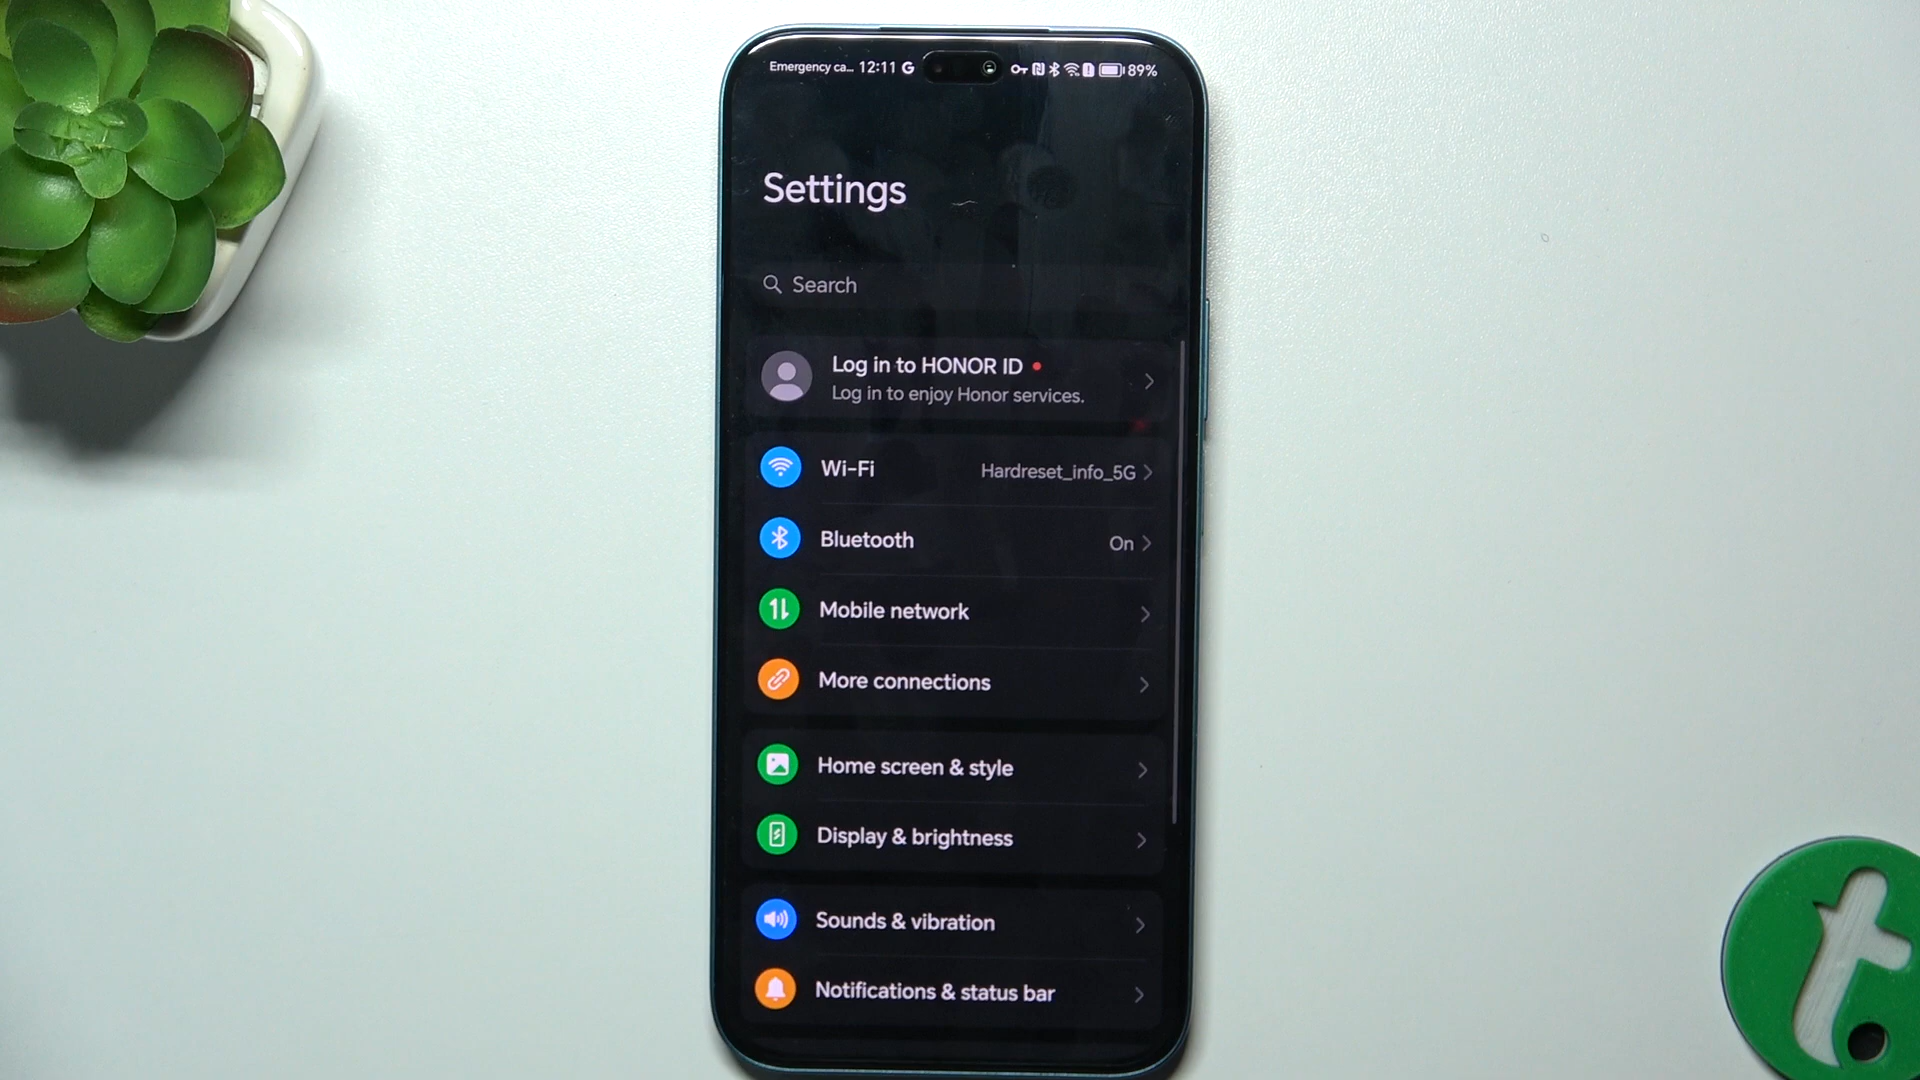 Emergency ca... 12:11 G 89%
Settings
Search
Log in to HONOR ID
Log in to enjoy Honor services.
Wi-Fi Hardreset_info_5G
Bluetooth On
Mobile network
More connections
Home screen & style
Display & brightness
Sounds & vibration
Notifications & status bar
t